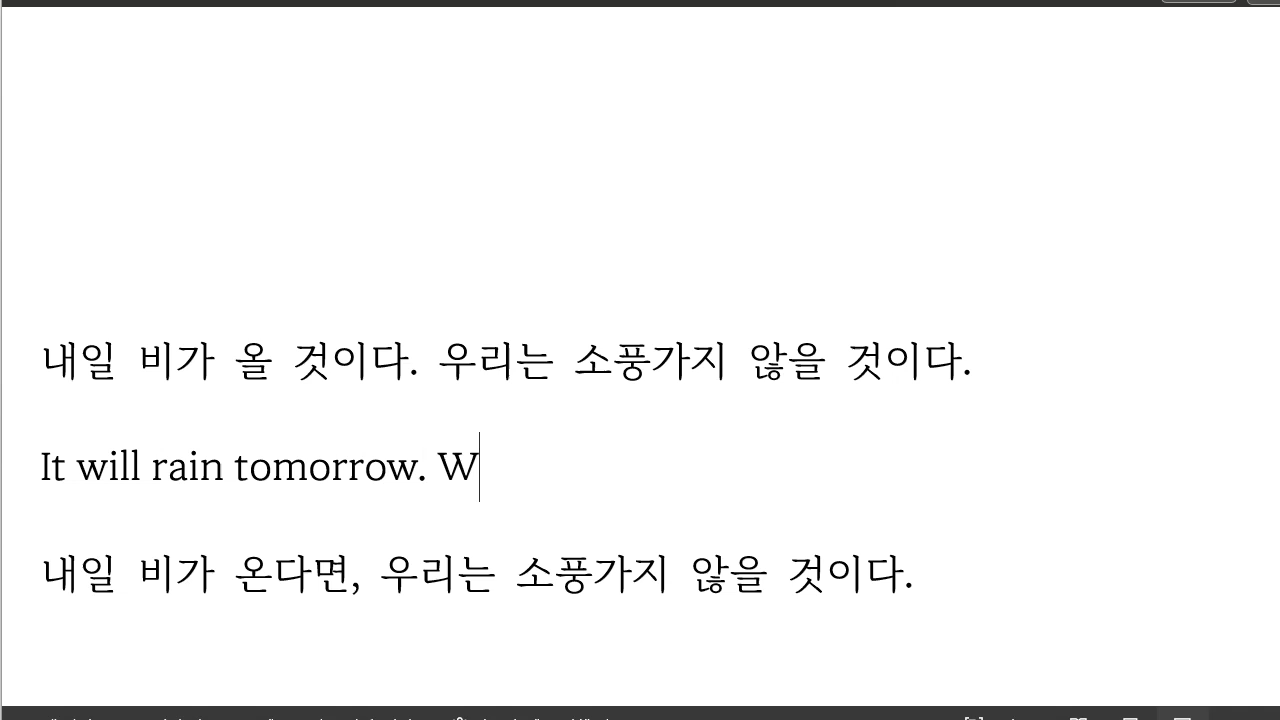 내일 비가 올 것이다. 우리는 소풍가지 않을 것이다.
It will rain tomorrow. W
내일 비가 온다면, 우리는 소풍가지 않을 것이다.